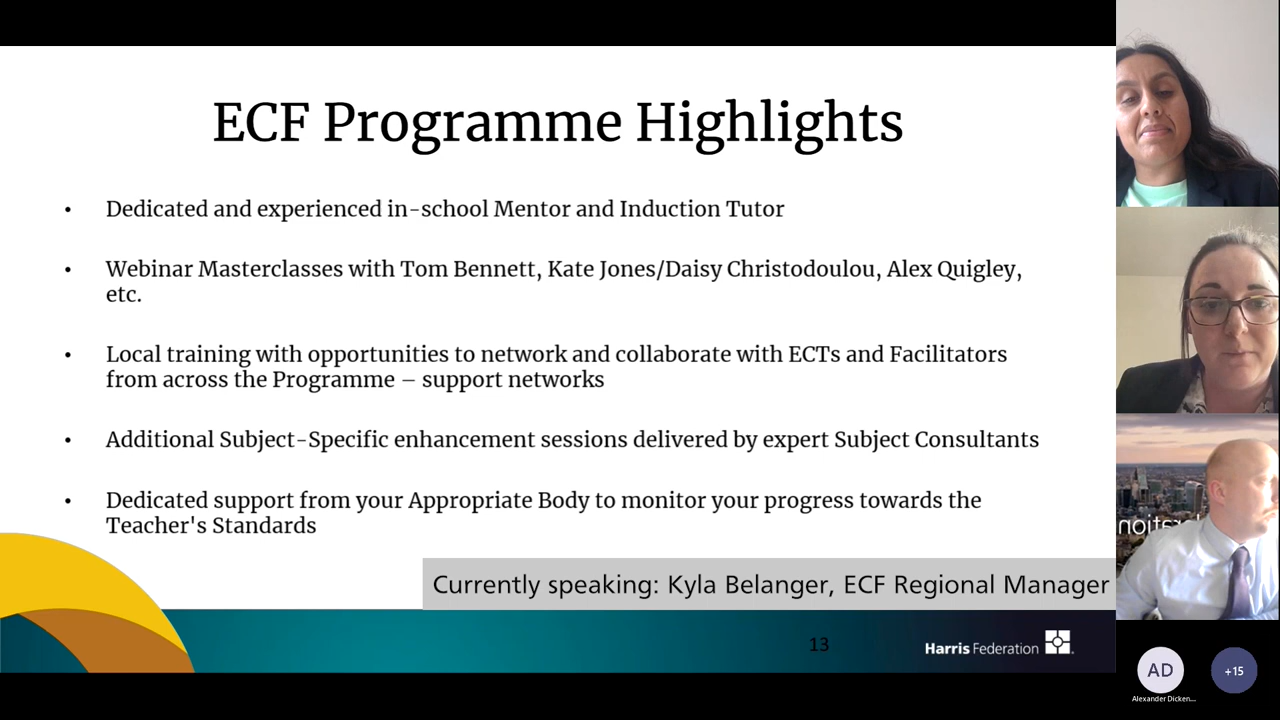 ECF Programme Highlights
• Dedicated and experienced in-school Mentor and Induction Tutor
• Webinar Masterclasses with Tom Bennett, Kate Jones/Daisy Christodoulou, Alex Quigley,
etc.
• Local training with opportunities to network and collaborate with ECTs and Facilitators
from across the Programme – support networks
• Additional Subject-Specific enhancement sessions delivered by expert Subject Consultants
• Dedicated support from your Appropriate Body to monitor your progress towards the
Teacher's Standards
Currently speaking: Kyla Belanger, ECF Regional Manager
13
Harris Federation
AD
Alexander Dicken...
+15